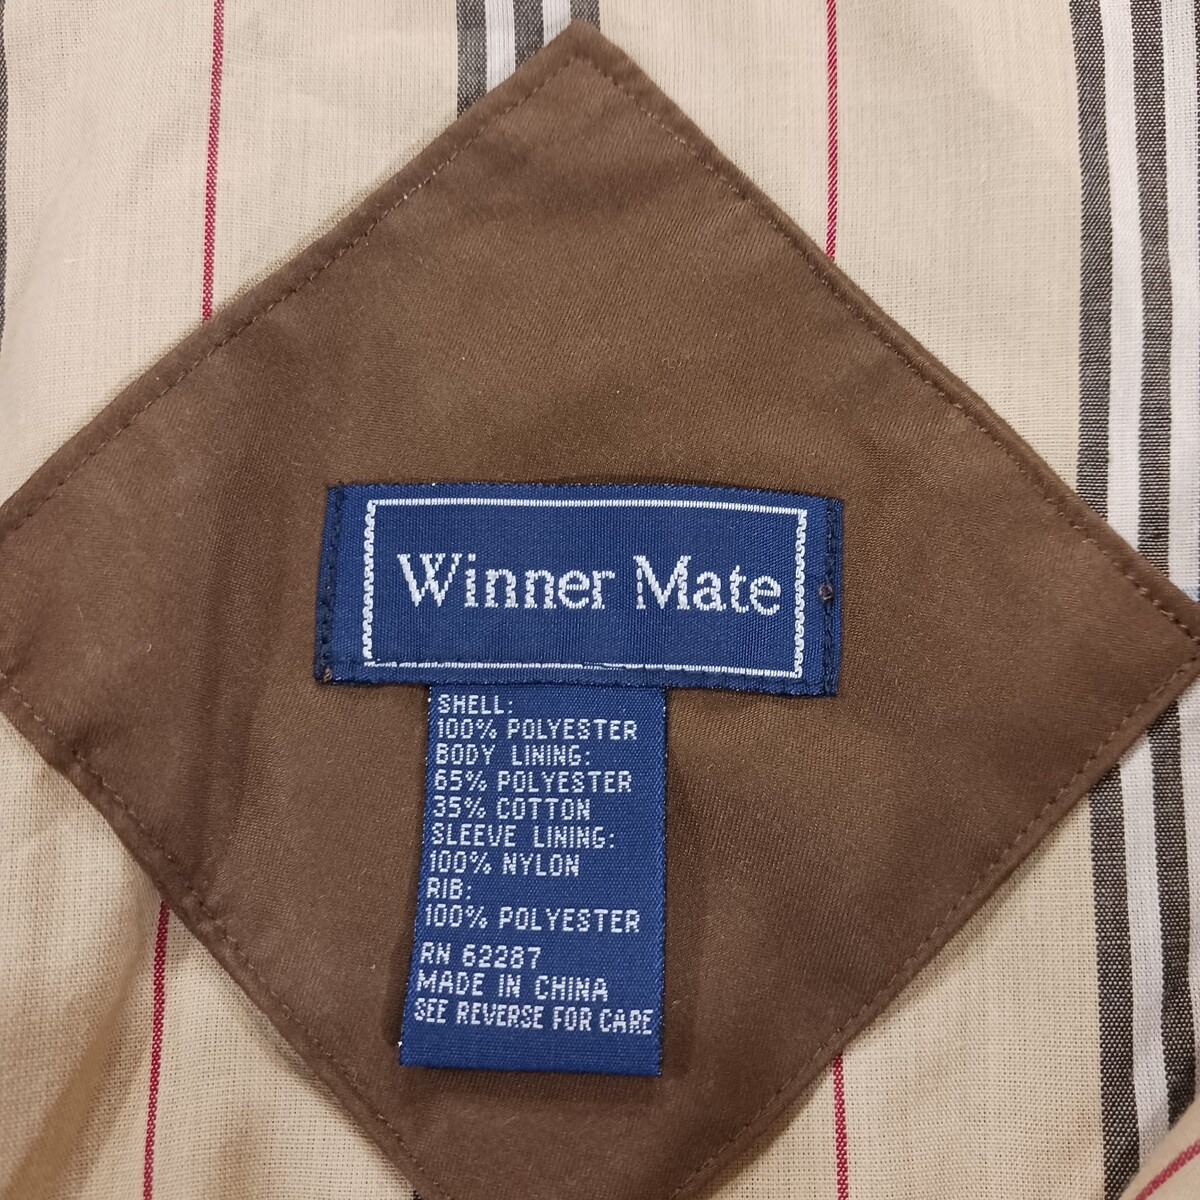 Winner Mate
SHELL:
100% POLYESTER
BODY LINING:
65% POLYESTER
35% COTTON
SLEEVE LINING:
100% NYLON
RIB:
100% POLYESTER
RN 62287
MADE IN CHINA
SEE REVERSE FOR CARE